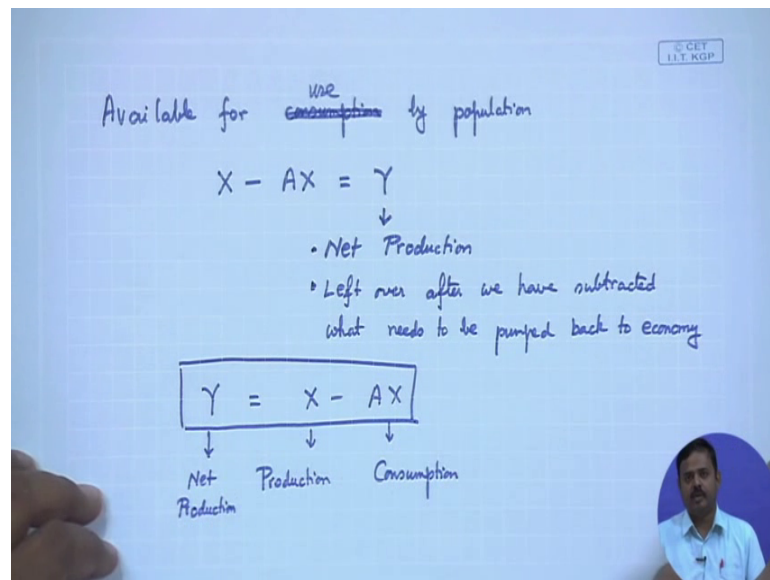 © CET
I.I.T. KGP
use
Available for consumption by population
X - AX = Y
↓
• Net Production
• Left over after we have subtracted
what needs to be pumped back to economy
Y = X - AX
↓ ↓ ↓
Net Production Consumption
Production